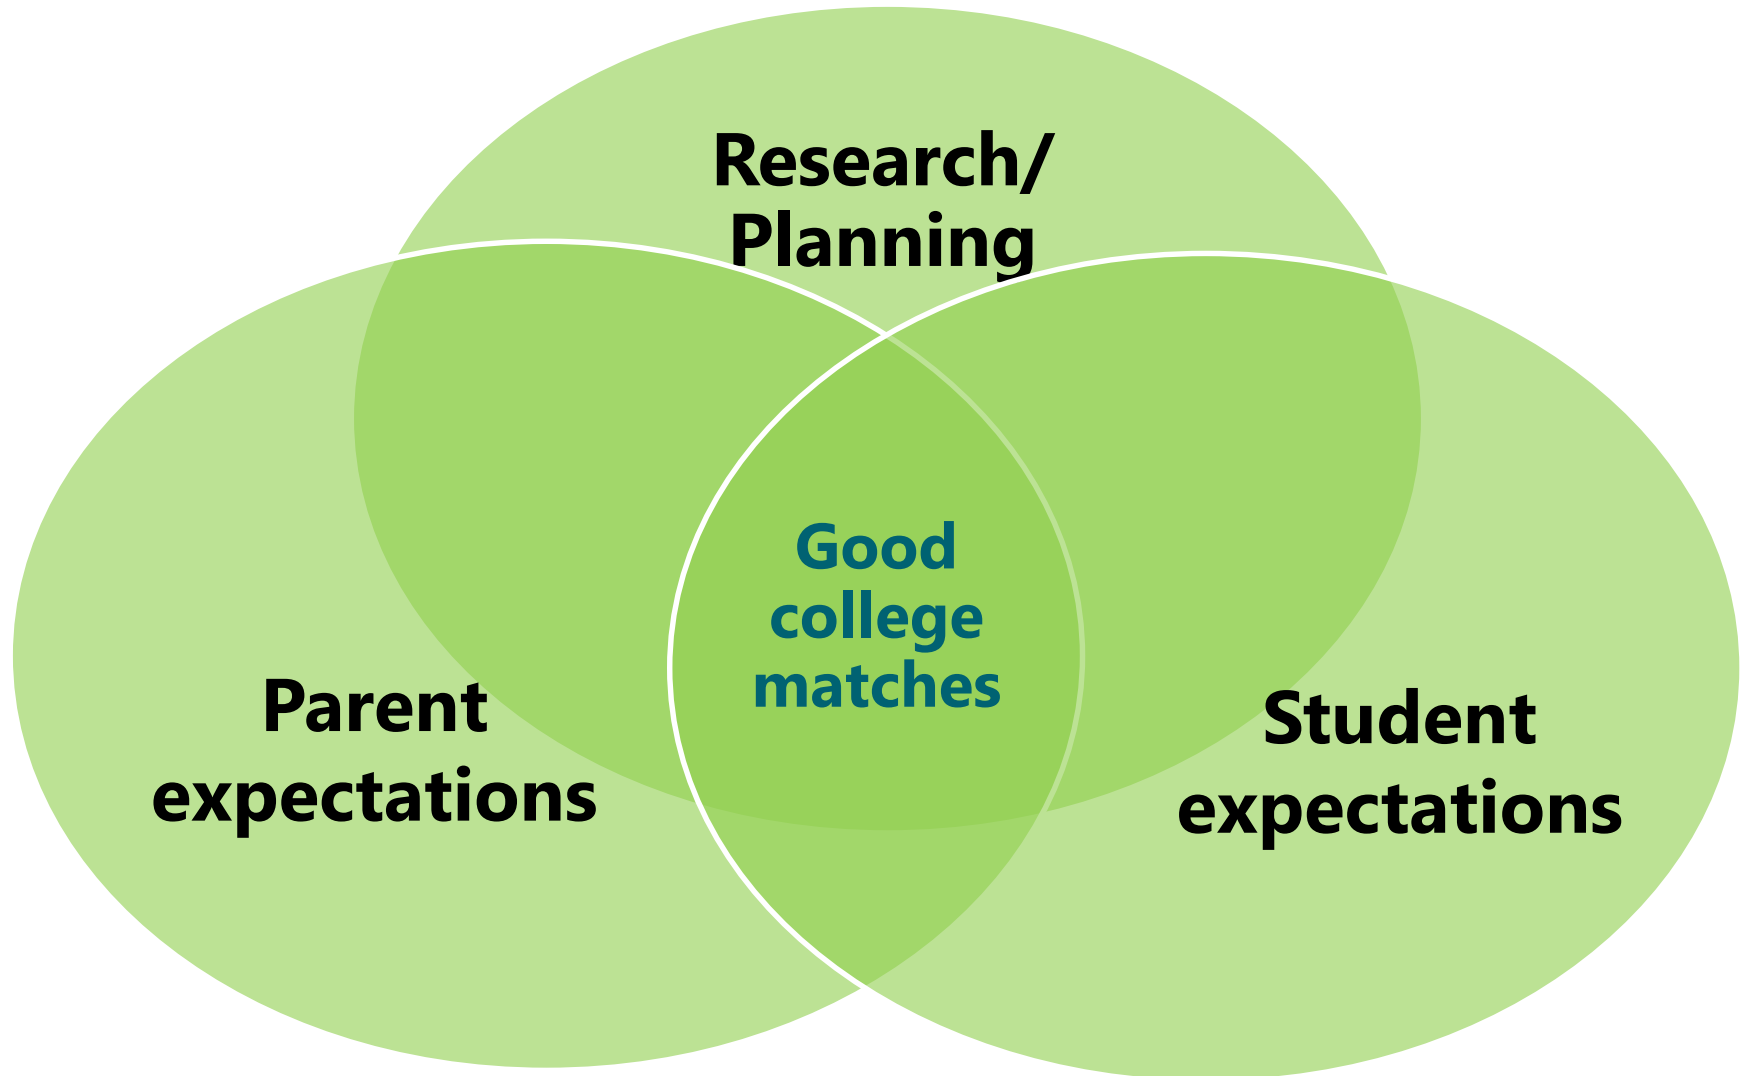 Research/
Planning
Good
college
matches
Parent
expectations
Student
expectations